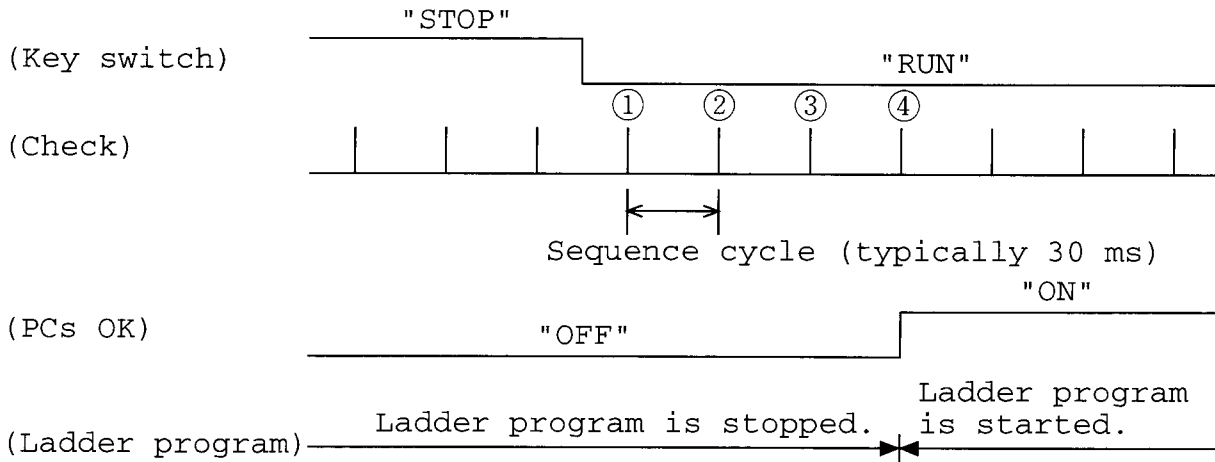 "STOP"
(Key switch)
"RUN"
① ② ③ ④
(Check)
Sequence cycle (typically 30 ms)
"ON"
(PCs OK)
"OFF"
Ladder program
Ladder program is stopped.
is started.
(Ladder program)